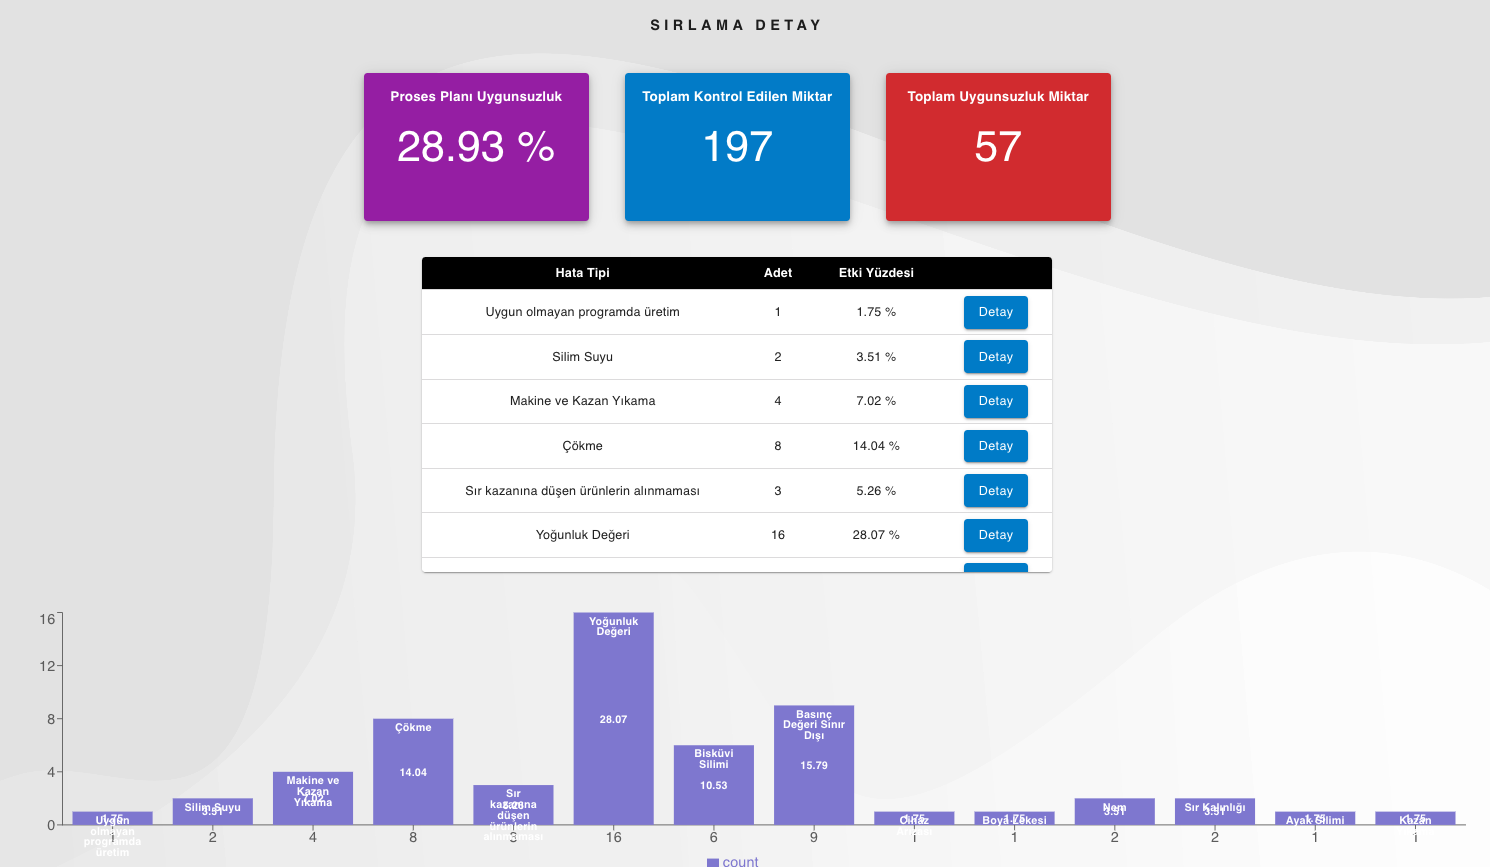 SIRLAMA DETAY
Proses Planı Uygunsuzluk
28.93 %
Toplam Kontrol Edilen Miktar
197
Toplam Uygunsuzluk Miktar
57
Hata Tipi Adet Etki Yüzdesi
Uygun olmayan programda üretim 1 1.75 % Detay
Silim Suyu 2 3.51 % Detay
Makine ve Kazan Yıkama 4 7.02 % Detay
Çökme 8 14.04 % Detay
Sır kazanına düşen ürünlerin alınmaması 3 5.26 % Detay
Yoğunluk Değeri 16 28.07 % Detay
16
12
8
4
0
1.75
Uygun
olmayan
programda
üretim
Silim Suyu
3.51
Makine ve
Kazan
Yıkama
7.02
Çökme
14.04
Sır
kazanına
düşen
ürünlerin
alınmaması
5.26
Yoğunluk
Değeri
28.07
Bisküvi
Silimi
10.53
Basınç
Değeri Sınır
Dışı
15.79
1.75
Cihaz
1.75
Boya Lekesi
Nem
3.51
Sır Kalınlığı
3.51
1.75
Ayak Silimi
1.75
Kazan
1 2 4 8 3 16 6 9 1 1 2 2 1 1
count